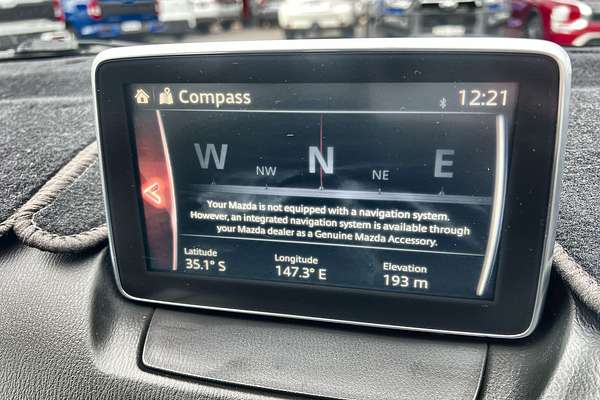 Compass 12:21
W NW N NE E
Your Mazda is not equipped with a navigation system.
However, an integrated navigation system is available through
your Mazda dealer as a Genuine Mazda Accessory.
Latitude Longitude Elevation
35.1° S 147.3° E 193 m